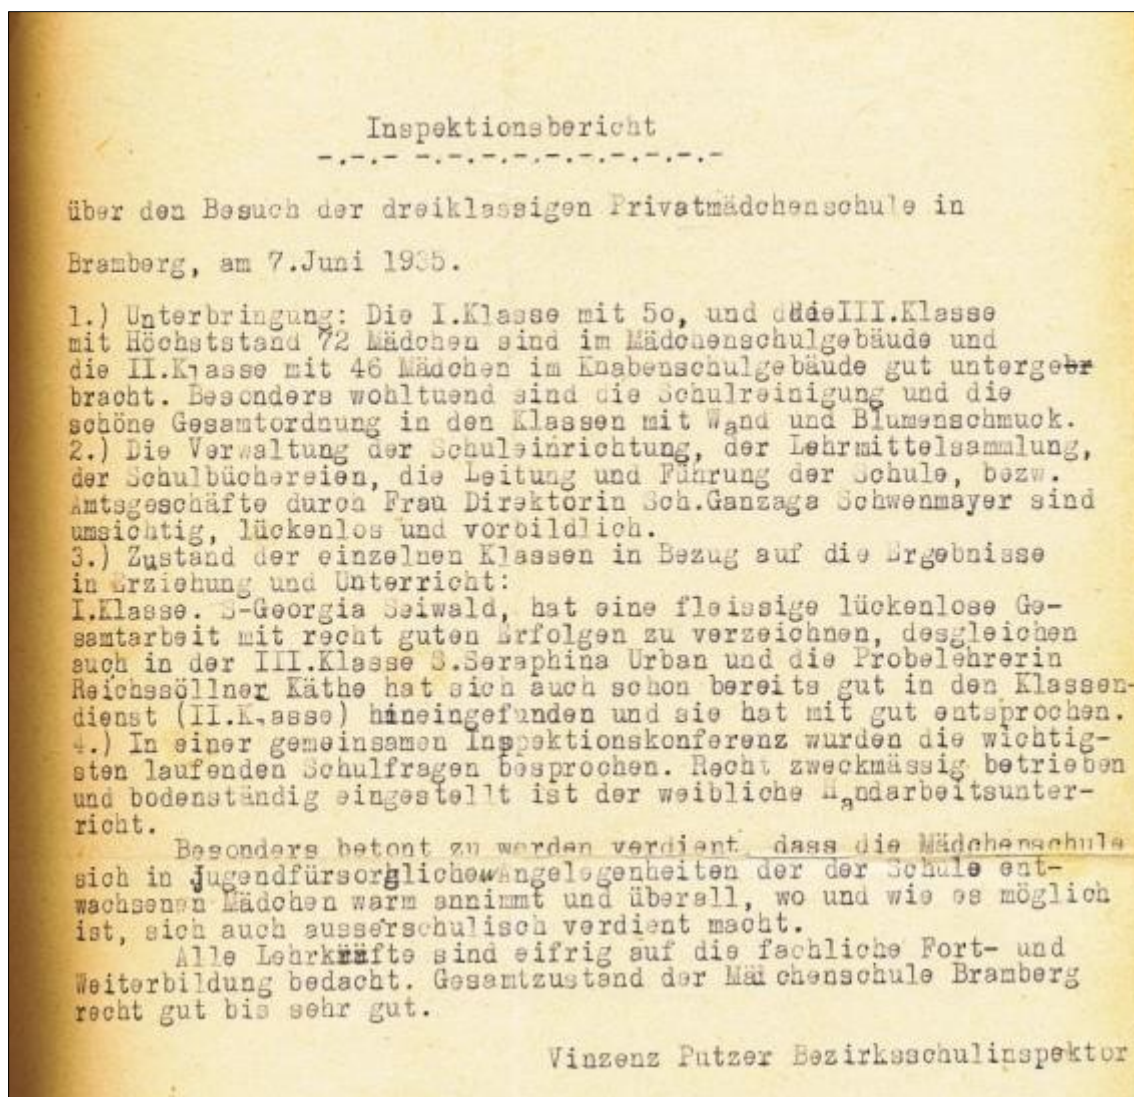 Inspektionsbericht
-.-.- -.-.-.-.-.-.-.-.-.-
über den Besuch der dreiklassigen Privatmädchenschule in
Bramberg, am 7.Juni 1935.
1.) Unterbringung: Die I.Klasse mit 5o, und die III.Klasse
mit Höchststand 72 Mädchen sind im Mädchenschulgebäude und
die II.Klasse mit 46 Mädchen im Knabenschulgebäude gut unterge
bracht. Besonders wohltuend sind die Schulreinigung und die
schöne Gesamtordnung in den Klassen mit Wand und Blumenschmuck.
2.) Die Verwaltung der Schuleinrichtung, der Lehrmittelsammlung,
der Schulbüchereien, die Leitung und Führung der Schule, bezw.
Amtsgeschäfte durch Frau Direktorin Sch.Ganzaga Schwenmayer sind
umsichtig, lückenlos und vorbildlich.
3.) Zustand der einzelnen Klassen in Bezug auf die Ergebnisse
in Erziehung und Unterricht:
I.Klasse. S-Georgia Seiwald, hat eine fleissige lückenlose Ge-
samtarbeit mit recht guten Erfolgen zu verzeichnen, desgleichen
auch in der III.Klasse S.Seraphina Urban und die Probelehrerin
Reichssöllner Käthe hat sich auch schon bereits gut in den Klassen-
dienst (II.Klasse) hineingefunden und sie hat mit gut entsprochen.
4.) In einer gemeinsamen Inspektionskonferenz wurden die wichtig-
sten laufenden Schulfragen besprochen. Recht zweckmässig betrieben
und bodenständig eingestellt ist der weibliche Handarbeitsunter-
richt.
Besonders betont zu werden verdient, dass die Mädchenschule
sich in Jugendfürsorglichen Angelegenheiten der der Schule ent-
wachsenen Mädchen warm annimmt und überall, wo und wie es möglich
ist, sich auch ausserschulisch verdient macht.
Alle Lehrkräfte sind eifrig auf die fachliche Fort- und
Weiterbildung bedacht. Gesamtzustand der Mädchenschule Bramberg
recht gut bis sehr gut.
Vinzenz Putzer Bezirksschulinspektor